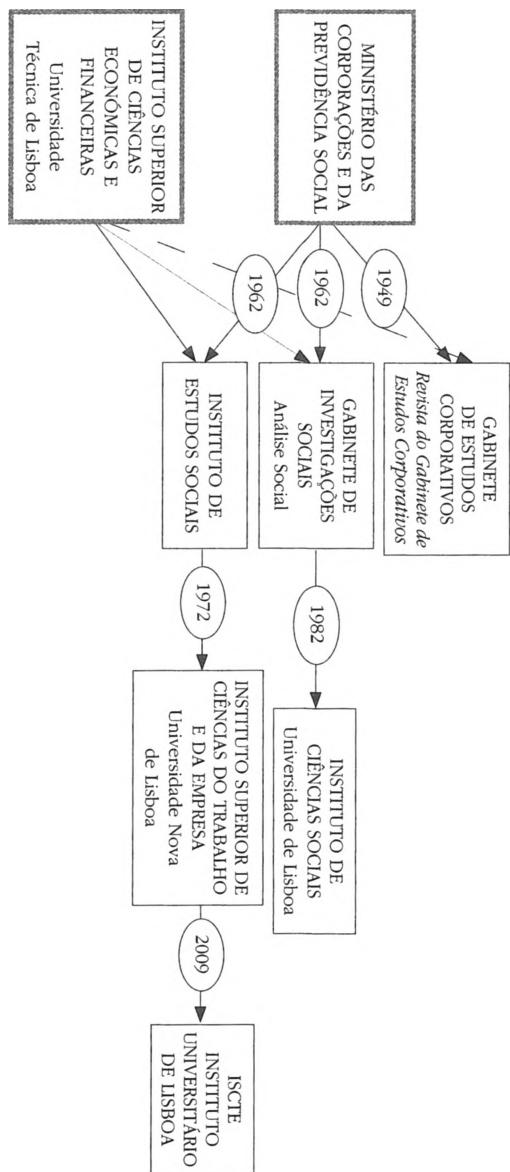 MINISTÉRIO DAS
CORPORAÇÕES E DA
PREVIDÊNCIA SOCIAL
INSTITUTO SUPERIOR
DE CIÊNCIAS
ECONÓMICAS E
FINANCEIRAS
Universidade
Técnica de Lisboa
1949
1962
1962
GABINETE
DE ESTUDOS
CORPORATIVOS
Revista do Gabinete de
Estudos Corporativos
GABINETE DE
INVESTIGAÇÕES
SOCIAIS
Análise Social
INSTITUTO DE
ESTUDOS SOCIAIS
1982
1972
INSTITUTO DE
CIÊNCIAS SOCIAIS
Universidade de Lisboa
INSTITUTO SUPERIOR DE
CIÊNCIAS DO TRABALHO
E DA EMPRESA
Universidade Nova
de Lisboa
2009
ISCTE
INSTITUTO
UNIVERSITÁRIO
DE LISBOA